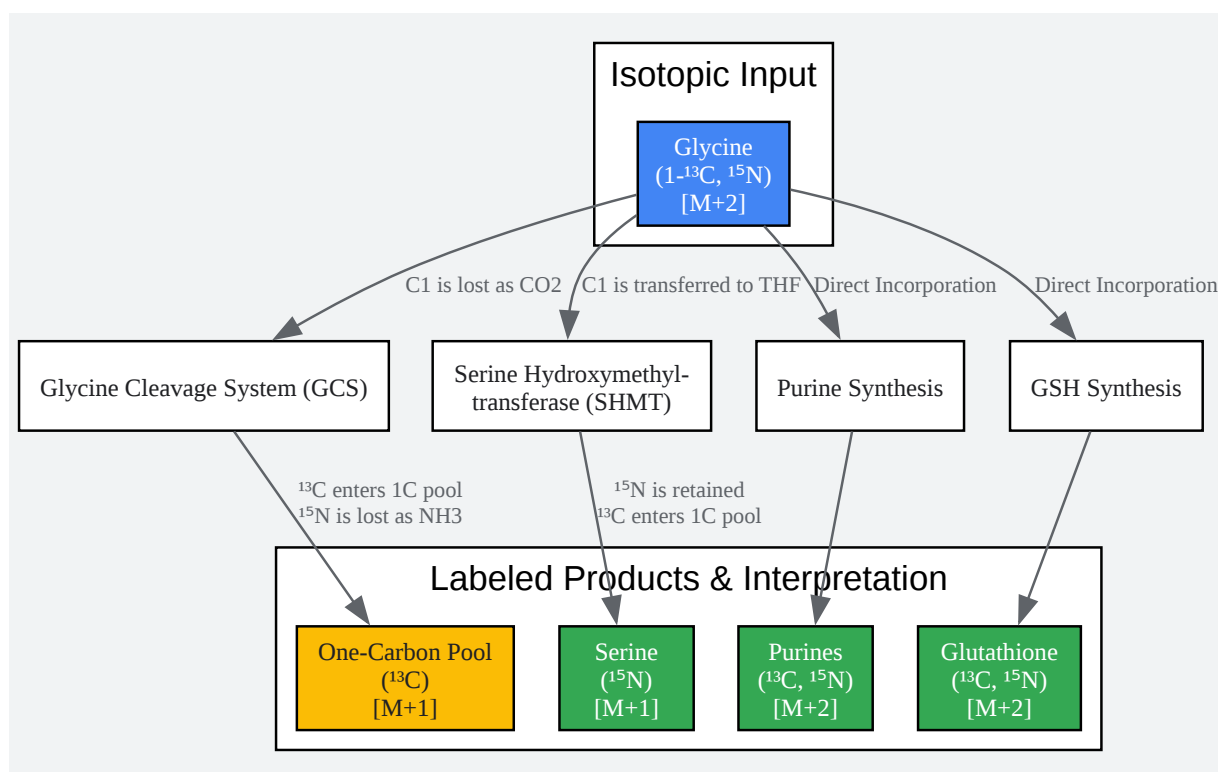 Isotopic Input
Glycine
(1-¹³C, ¹⁵N)
[M+2]
C1 is lost as CO2
C1 is transferred to THF
Direct Incorporation
Direct Incorporation
Glycine Cleavage System (GCS)
Serine Hydroxymethyl-
transferase (SHMT)
Purine Synthesis
GSH Synthesis
¹³C enters 1C pool
¹⁵N is lost as NH3
¹⁵N is retained
¹³C enters 1C pool
Labeled Products & Interpretation
One-Carbon Pool
(¹³C)
[M+1]
Serine
(¹⁵N)
[M+1]
Purines
(¹³C, ¹⁵N)
[M+2]
Glutathione
(¹³C, ¹⁵N)
[M+2]